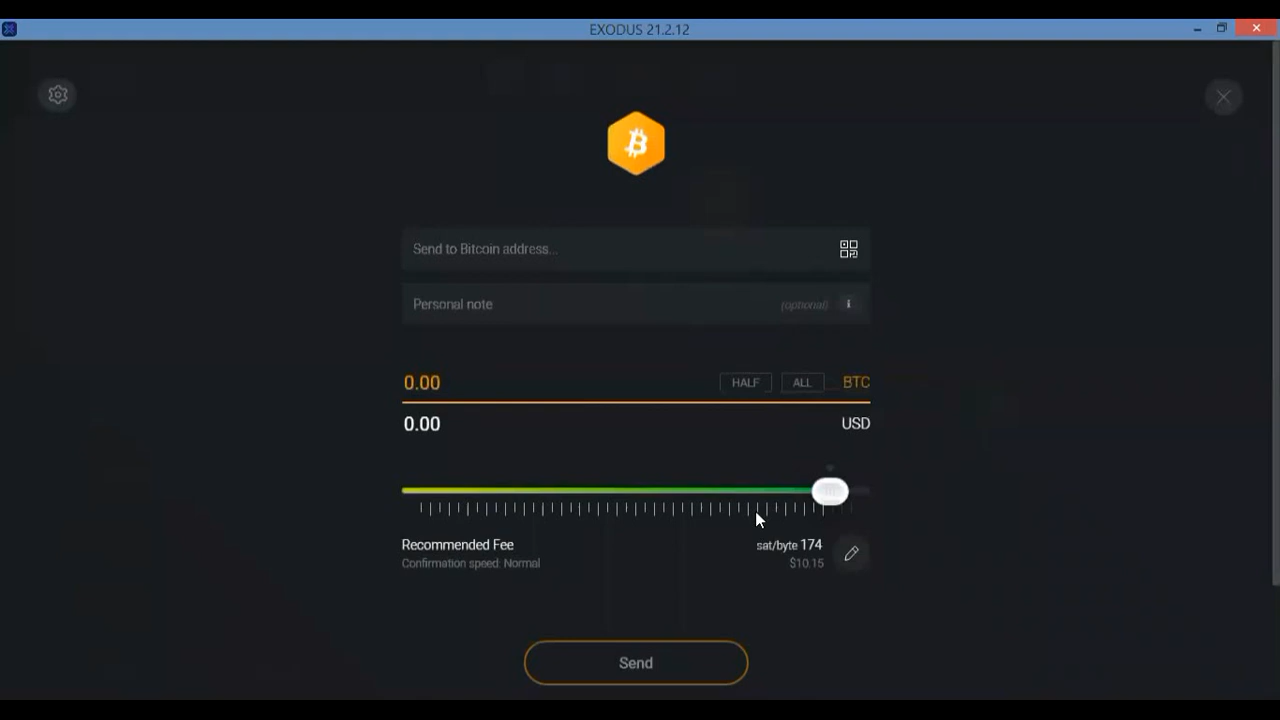 EXODUS 21.2.12
Send to Bitcoin address...
Personal note (optional) i
0.00 HALF ALL BTC
0.00 USD
Recommended Fee sat/byte 174
Confirmation speed: Normal $10.15
Send